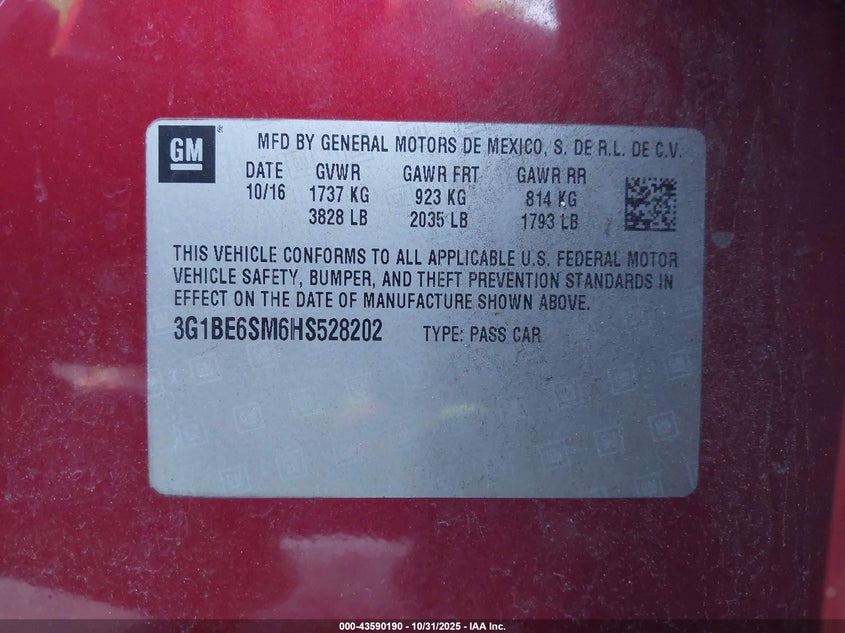 GM ® MFD BY GENERAL MOTORS DE MEXICO, S. DE R.L. DE C.V.
DATE GVWR GAWR FRT GAWR RR
10/16 1737 KG 923 KG 814 KG
3828 LB 2035 LB 1793 LB
THIS VEHICLE CONFORMS TO ALL APPLICABLE U.S. FEDERAL MOTOR
VEHICLE SAFETY, BUMPER, AND THEFT PREVENTION STANDARDS IN
EFFECT ON THE DATE OF MANUFACTURE SHOWN ABOVE.
3G1BE6SM6HS528202 TYPE: PASS CAR
000-43590190 - 10/31/2025 - IAA Inc.